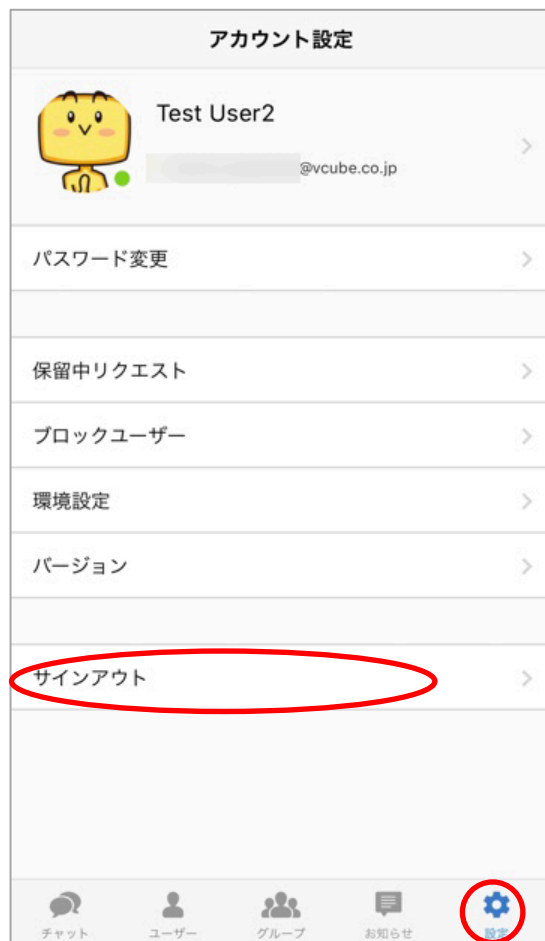 アカウント設定
Test User2
@vcube.co.jp
パスワード変更
保留中リクエスト
ブロックユーザー
環境設定
バージョン
サインアウト
チャット ユーザー グループ お知らせ 設定